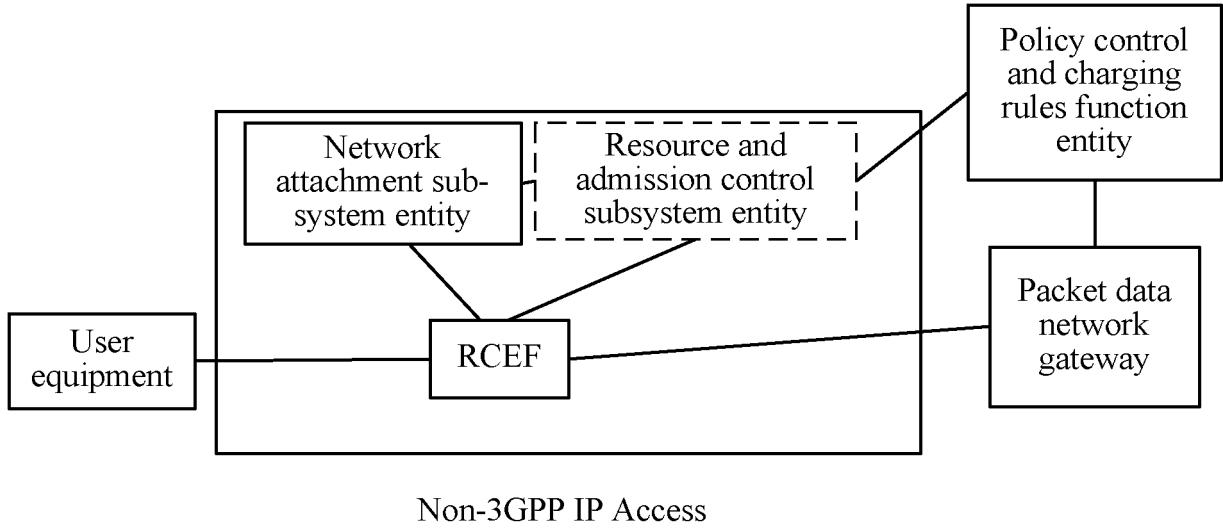 Policy control
and charging
rules function
entity
Network
attachment sub-
system entity
Resource and
admission control
subsystem entity
Packet data
network
gateway
User
equipment
RCEF
Non-3GPP IP Access